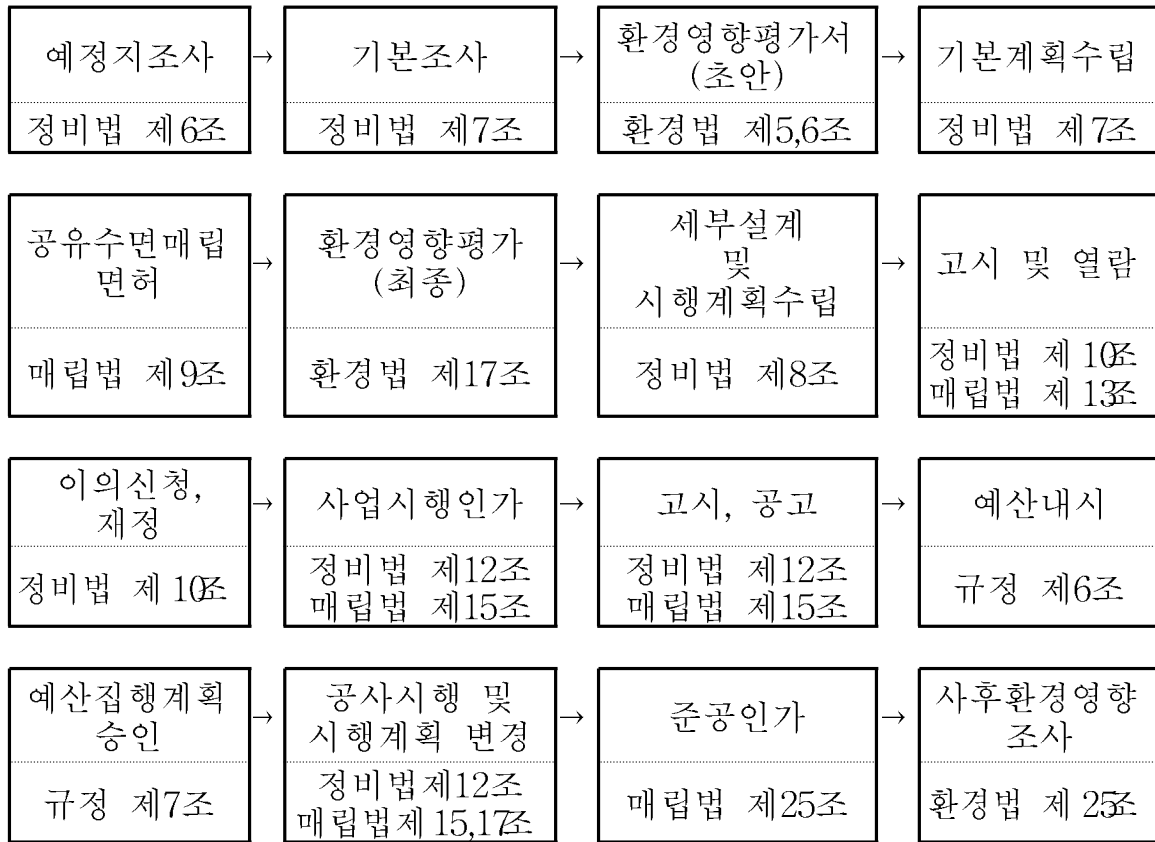 예정지조사
정비법 제6조
→
기본조사
정비법 제7조
→
환경영향평가서
(초안)
환경법 제5,6조
→
기본계획수립
정비법 제7조
공유수면매립
면허
매립법 제9조
→
환경영향평가
(최종)
환경법 제17조
→
세부설계
및
시행계획수립
정비법 제8조
→
고시 및 열람
정비법 제10조
매립법 제13조
이의신청,
재정
정비법 제10조
→
사업시행인가
정비법 제12조
매립법 제15조
→
고시, 공고
정비법 제12조
매립법 제15조
→
예산내시
규정 제6조
예산집행계획
승인
규정 제7조
→
공사시행 및
시행계획 변경
정비법제12조
매립법제15,17조
→
준공인가
매립법 제25조
→
사후환경영향
조사
환경법 제25조